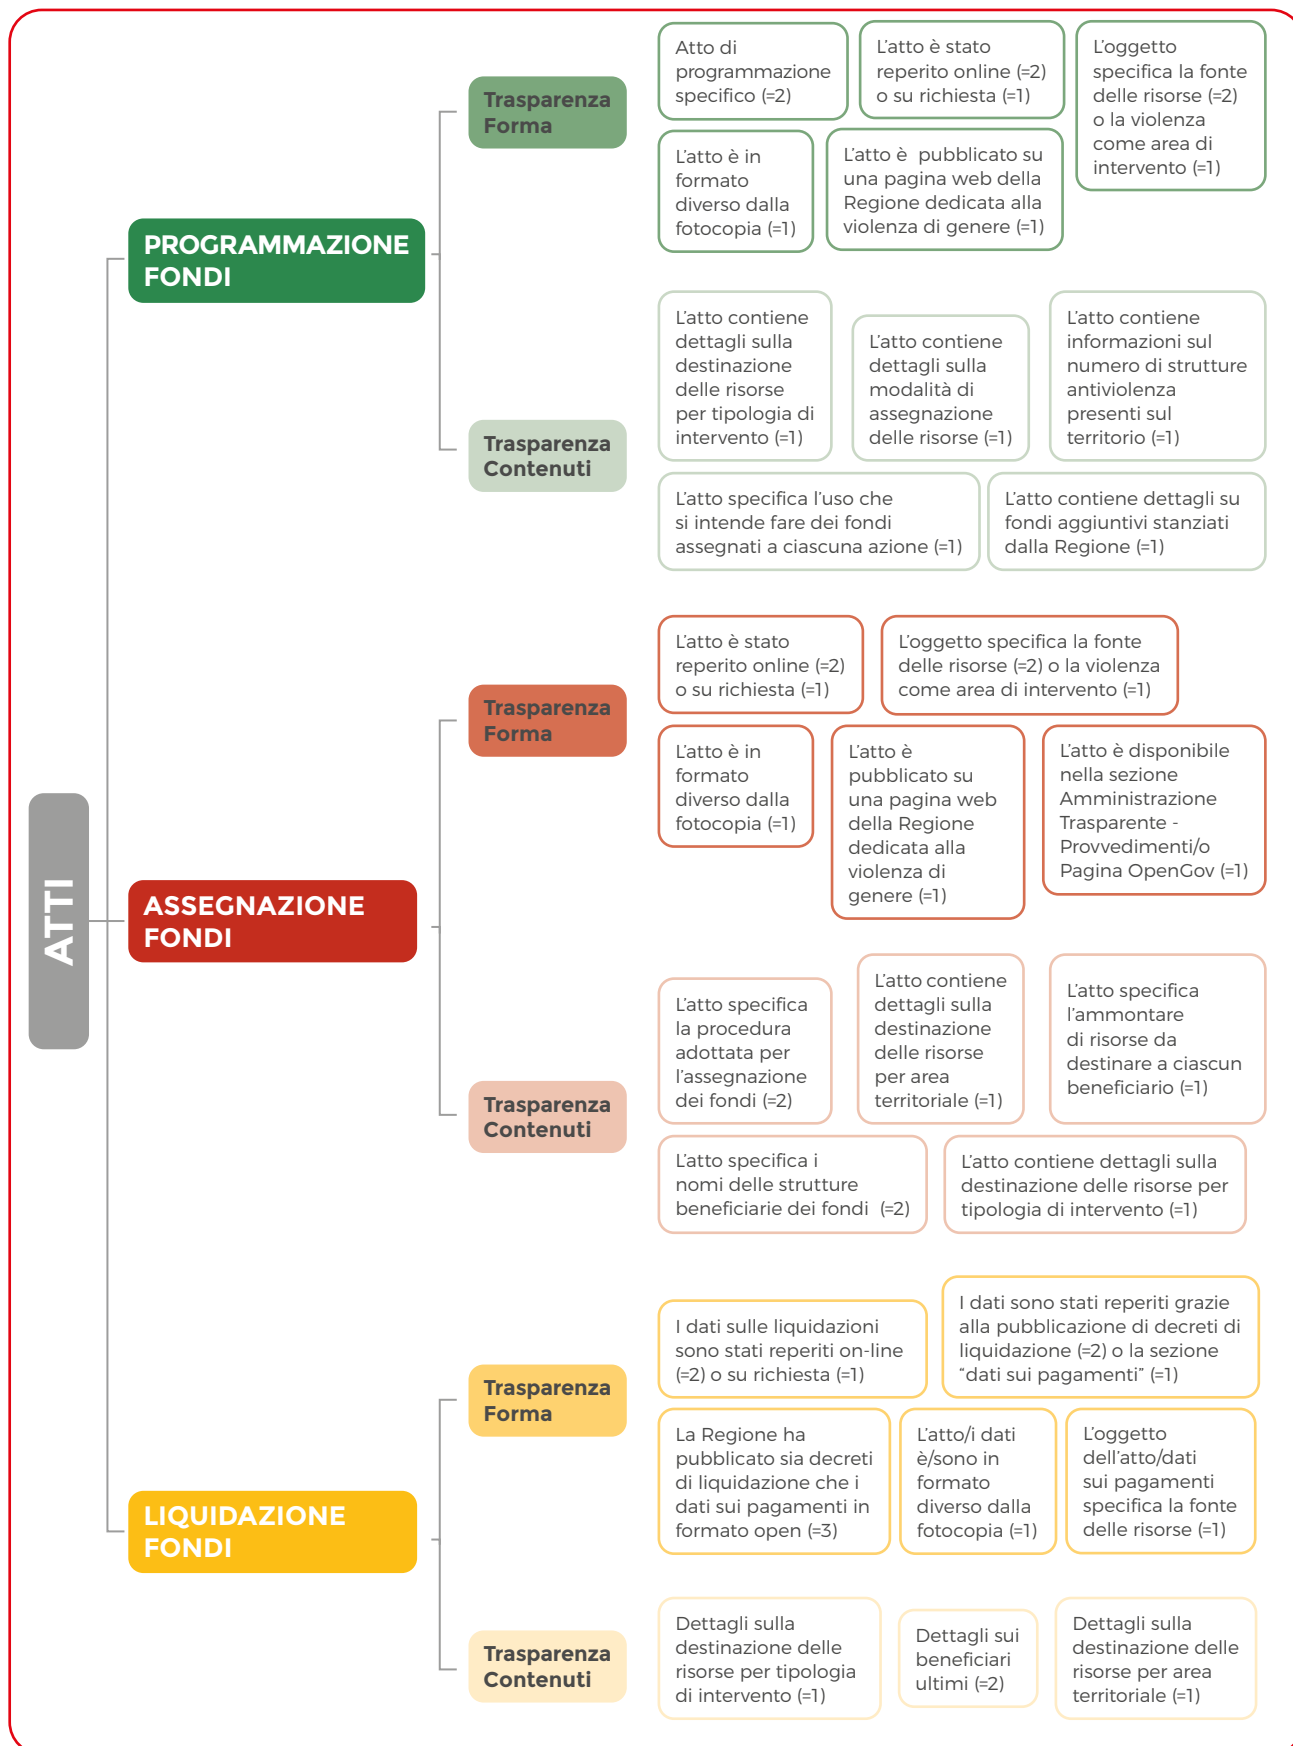 ATTI
PROGRAMMAZIONE
FONDI
Trasparenza
Forma
Atto di
programmazione
specifico (=2)
L'atto è stato
reperito online (=2)
o su richiesta (=1)
L'oggetto
specifica la fonte
delle risorse (=2)
o la violenza
come area di
intervento (=1)
L'atto è in
formato
diverso dalla
fotocopia (=1)
L'atto è pubblicato su
una pagina web della
Regione dedicata alla
violenza di genere (=1)
Trasparenza
Contenuti
L'atto contiene
dettagli sulla
destinazione
delle risorse
per tipologia di
intervento (=1)
L'atto contiene
dettagli sulla
modalità di
assegnazione
delle risorse (=1)
L'atto contiene
informazioni sul
numero di strutture
antiviolenza
presenti sul
territorio (=1)
L'atto specifica l'uso che
si intende fare dei fondi
assegnati a ciascuna azione (=1)
L'atto contiene dettagli su
fondi aggiuntivi stanziati
dalla Regione (=1)
ASSEGNAZIONE
FONDI
Trasparenza
Forma
L'atto è stato
reperito online (=2)
o su richiesta (=1)
L'oggetto specifica la fonte
delle risorse (=2) o la violenza
come area di intervento (=1)
L'atto è in
formato
diverso dalla
fotocopia (=1)
L'atto è
pubblicato su
una pagina web
della Regione
dedicata alla
violenza di
genere (=1)
L'atto è disponibile
nella sezione
Amministrazione
Trasparente -
Provvedimenti/o
Pagina OpenGov (=1)
Trasparenza
Contenuti
L'atto specifica
la procedura
adottata per
l'assegnazione
dei fondi (=2)
L'atto contiene
dettagli sulla
destinazione
delle risorse
per area
territoriale (=1)
L'atto specifica
l'ammontare
di risorse da
destinare a ciascun
beneficiario (=1)
L'atto specifica i
nomi delle strutture
beneficiarie dei fondi (=2)
L'atto contiene dettagli sulla
destinazione delle risorse per
tipologia di intervento (=1)
LIQUIDAZIONE
FONDI
Trasparenza
Forma
I dati sulle liquidazioni
sono stati reperiti on-line
(=2) o su richiesta (=1)
I dati sono stati reperiti grazie
alla pubblicazione di decreti di
liquidazione (=2) o la sezione
"dati sui pagamenti" (=1)
La Regione ha
pubblicato sia decreti
di liquidazione che i
dati sui pagamenti in
formato open (=3)
L'atto/i dati
è/sono in
formato
diverso dalla
fotocopia (=1)
L'oggetto
dell'atto/dati
sui pagamenti
specifica la fonte
delle risorse (=1)
Trasparenza
Contenuti
Dettagli sulla
destinazione delle
risorse per tipologia
di intervento (=1)
Dettagli sui
beneficiari
ultimi (=2)
Dettagli sulla
destinazione delle
risorse per area
territoriale (=1)